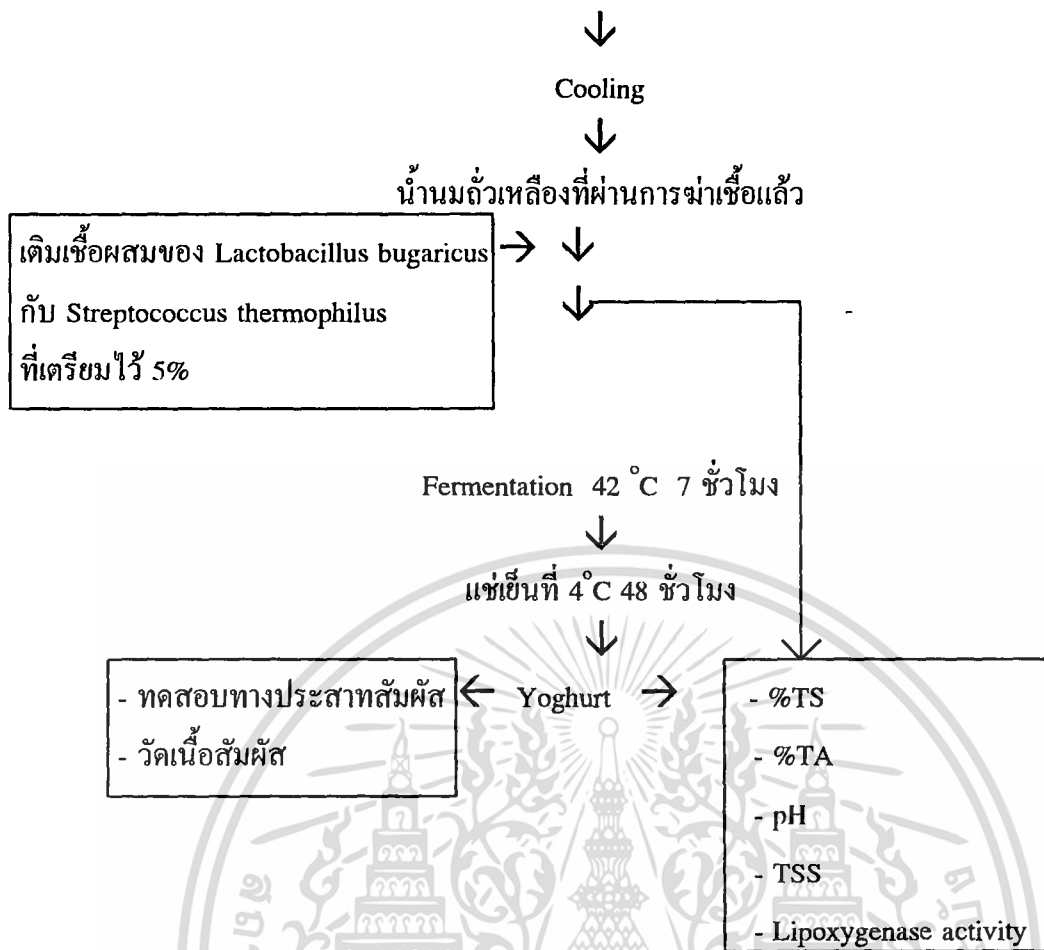 Cooling
น้ำนมถั่วเหลืองที่ผ่านการฆ่าเชื้อแล้ว
เติมเชื้อผสมของ Lactobacillus bugaricus
กับ Streptococcus thermophilus
ที่เตรียมไว้ 5%
Fermentation 42 °C 7 ชั่วโมง
แช่เย็นที่ 4°C 48 ชั่วโมง
- ทดสอบทางประสาทสัมผัส
- วัดเนื้อสัมผัส
Yoghurt
- %TS
- %TA
- pH
- TSS
- Lipoxygenase activity